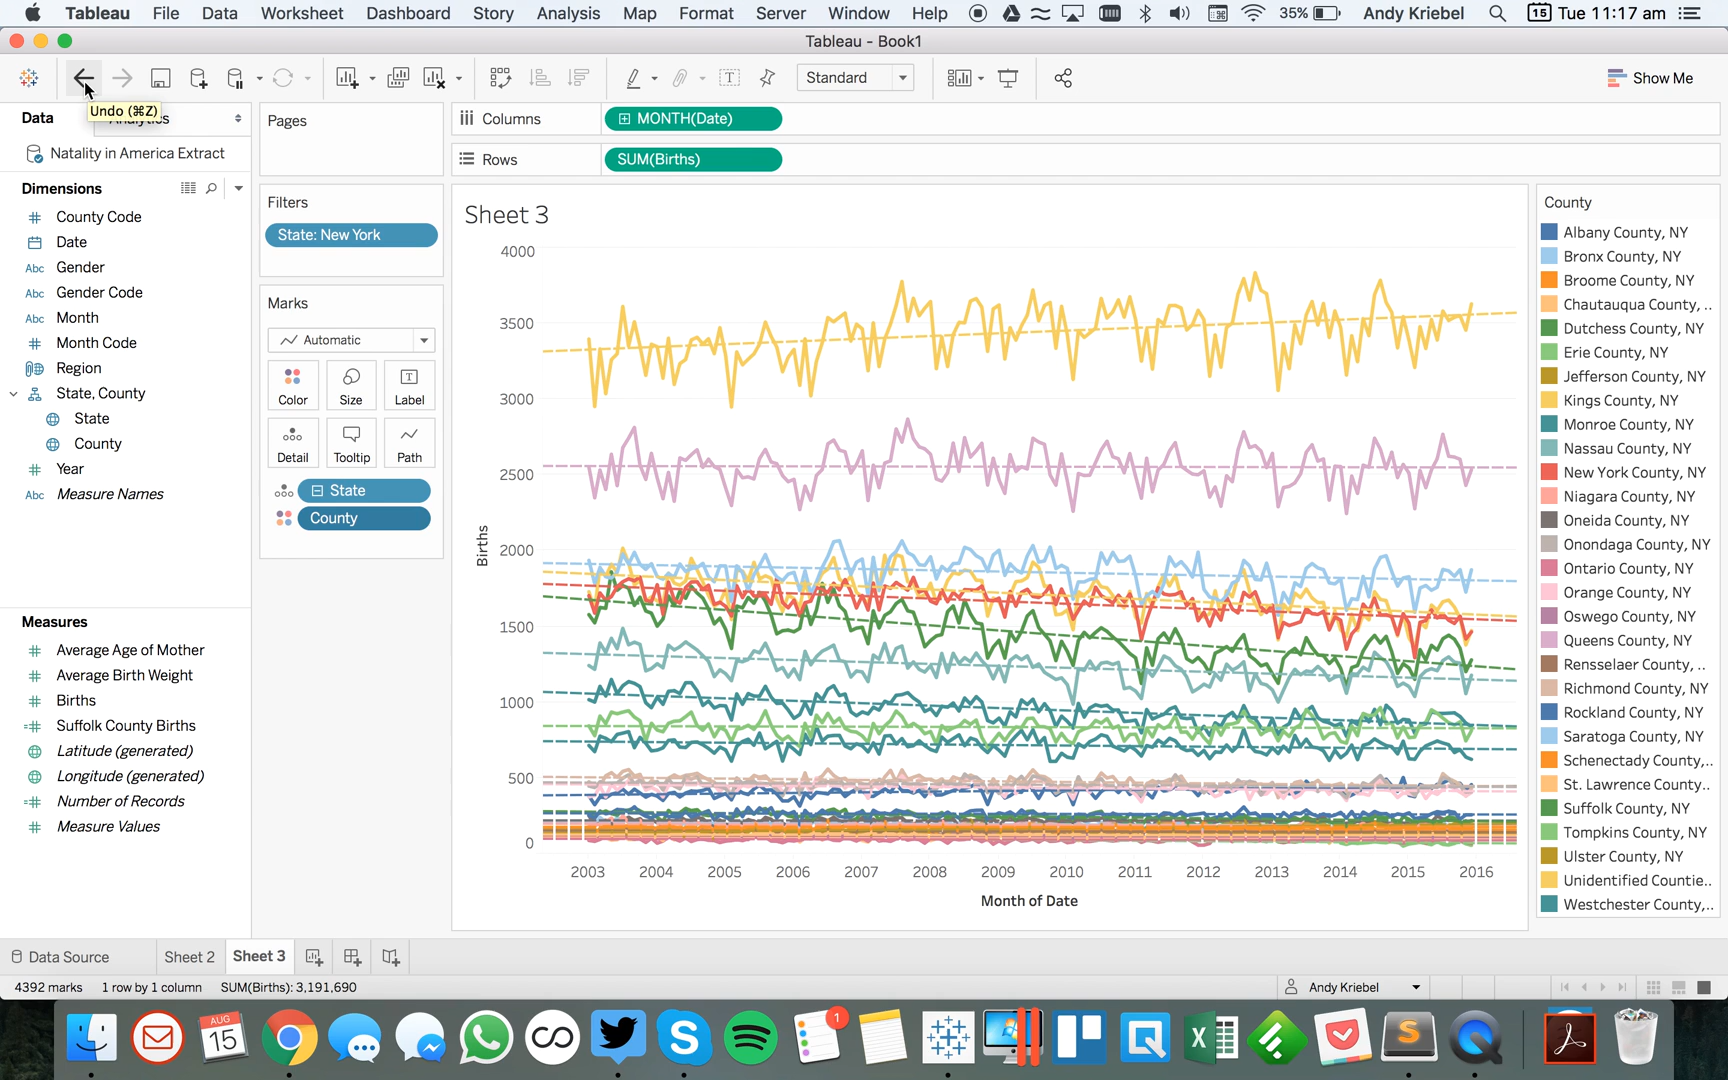 Tableau File Data Worksheet Dashboard Story Analysis Map Format Server Window Help 35% Andy Kriebel 15 Tue 11:17 am
Tableau - Book1
Standard
Show Me
Undo (⌘Z)
Data Analytics
Natality in America Extract
Dimensions
County Code
Date
Abc Gender
Abc Gender Code
Abc Month
Month Code
Region
State, County
State
County
Year
Abc Measure Names
Measures
Average Age of Mother
Average Birth Weight
Births
Suffolk County Births
Latitude (generated)
Longitude (generated)
Number of Records
Measure Values
Pages
Filters
State: New York
Marks
Automatic
Color Size Label
Detail Tooltip Path
State
County
Columns MONTH(Date)
Rows SUM(Births)
Sheet 3
4000
3500
3000
2500
2000
1500
1000
500
0
Births
2003 2004 2005 2006 2007 2008 2009 2010 2011 2012 2013 2014 2015 2016
Month of Date
County
Albany County, NY
Bronx County, NY
Broome County, NY
Chautauqua County, ..
Dutchess County, NY
Erie County, NY
Jefferson County, NY
Kings County, NY
Monroe County, NY
Nassau County, NY
New York County, NY
Niagara County, NY
Oneida County, NY
Onondaga County, NY
Ontario County, NY
Orange County, NY
Oswego County, NY
Queens County, NY
Rensselaer County, ..
Richmond County, NY
Rockland County, NY
Saratoga County, NY
Schenectady County,..
St. Lawrence County..
Suffolk County, NY
Tompkins County, NY
Ulster County, NY
Unidentified Countie..
Westchester County,..
Data Source Sheet 2 Sheet 3
4392 marks 1 row by 1 column SUM(Births): 3,191,690 Andy Kriebel
AUG
15
1